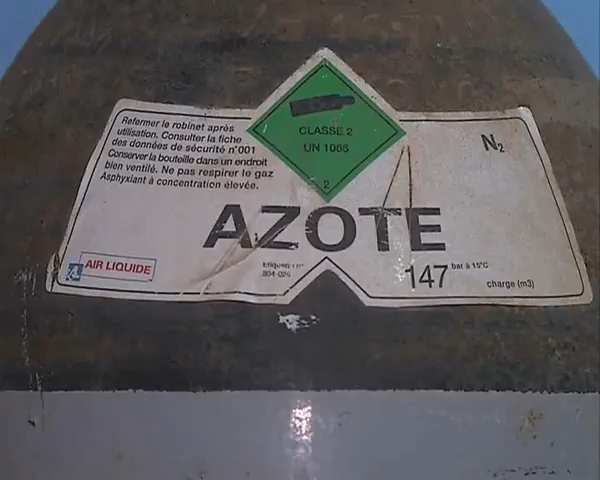 Refermer le robinet après
utilisation. Consulter la fiche
des données de sécurité n°001
Conserver la bouteille dans un endroit
bien ventilé. Ne pas respirer le gaz
Asphyxiant à concentration élevée.
CLASSE 2
UN 1066
2
N2
AZOTE
AIR LIQUIDE
147 bar à 15°C
charge (m3)